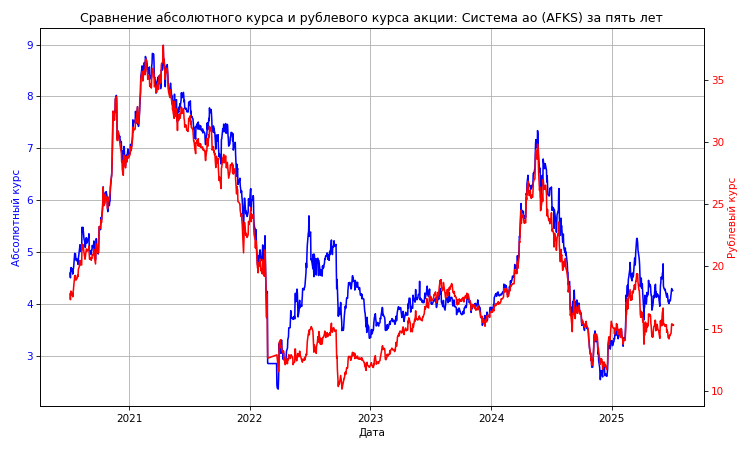 Сравнение абсолютного курса и рублевого курса акции: Система ао (AFKS) за пять лет
Абсолютный курс
9
8
7
6
5
4
3
35
30
25
20
15
10
Рублевый курс
2021 2022 2023 2024 2025
Дата